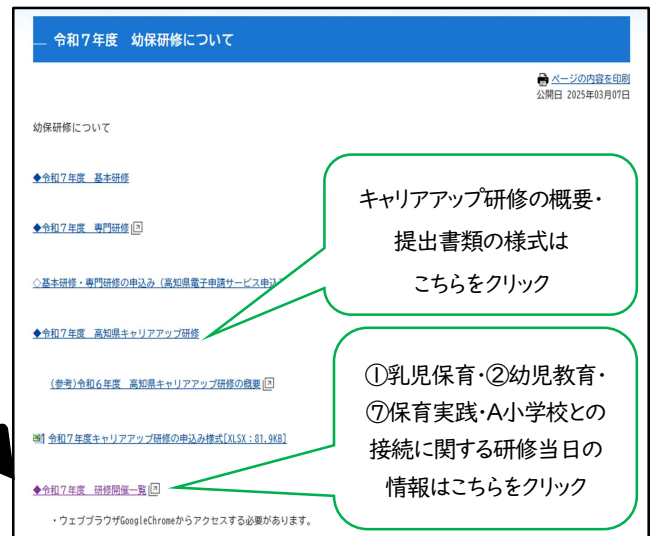 令和7年度　幼保研修について
ページの内容を印刷
公開日 2025年03月07日
幼保研修について
◆令和7年度　基本研修
◆令和7年度　専門研修
◇基本研修・専門研修の申込み（高知県電子申請サービス申込
◆令和7年度　高知県キャリアアップ研修
（参考）令和6年度　高知県キャリアアップ研修の概要
令和7年度キャリアアップ研修の申込み様式[XLSX：81.9KB]
◆令和7年度　研修開催一覧
・ウェブブラウザGoogleChromeからアクセスする必要があります。
キャリアアップ研修の概要・
提出書類の様式は
こちらをクリック
①乳児保育・②幼児教育・
⑦保育実践・A小学校との
接続に関する研修当日の
情報はこちらをクリック